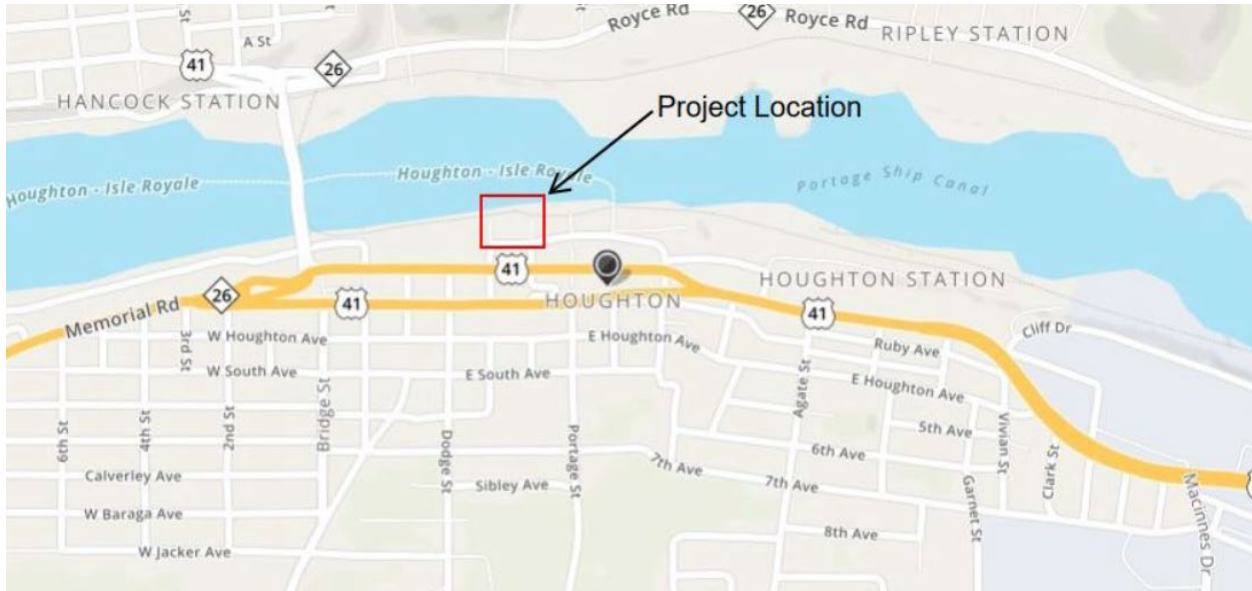 St
Royce Rd
26
Royce Rd
RIPLEY STATION
A St
41
26
HANCOCK STATION
Project Location
Houghton - Isle Royale
Houghton - Isle Royale
Portage Ship Canal
41
HOUGHTON STATION
26
41
HOUGHTON
41
Memorial Rd
3rd St
W Houghton Ave
E Houghton Ave
Ruby Ave
Cliff Dr
W South Ave
E South Ave
E Houghton Ave
Agate St
6th St
4th St
2nd St
Bridge St
Dodge St
Portage St
5th Ave
Vivian St
Clark St
6th Ave
7th Ave
7th Ave
Calverley Ave
Sibley Ave
Garnet St
Macinnes Dr
W Baraga Ave
8th Ave
W Jacker Ave